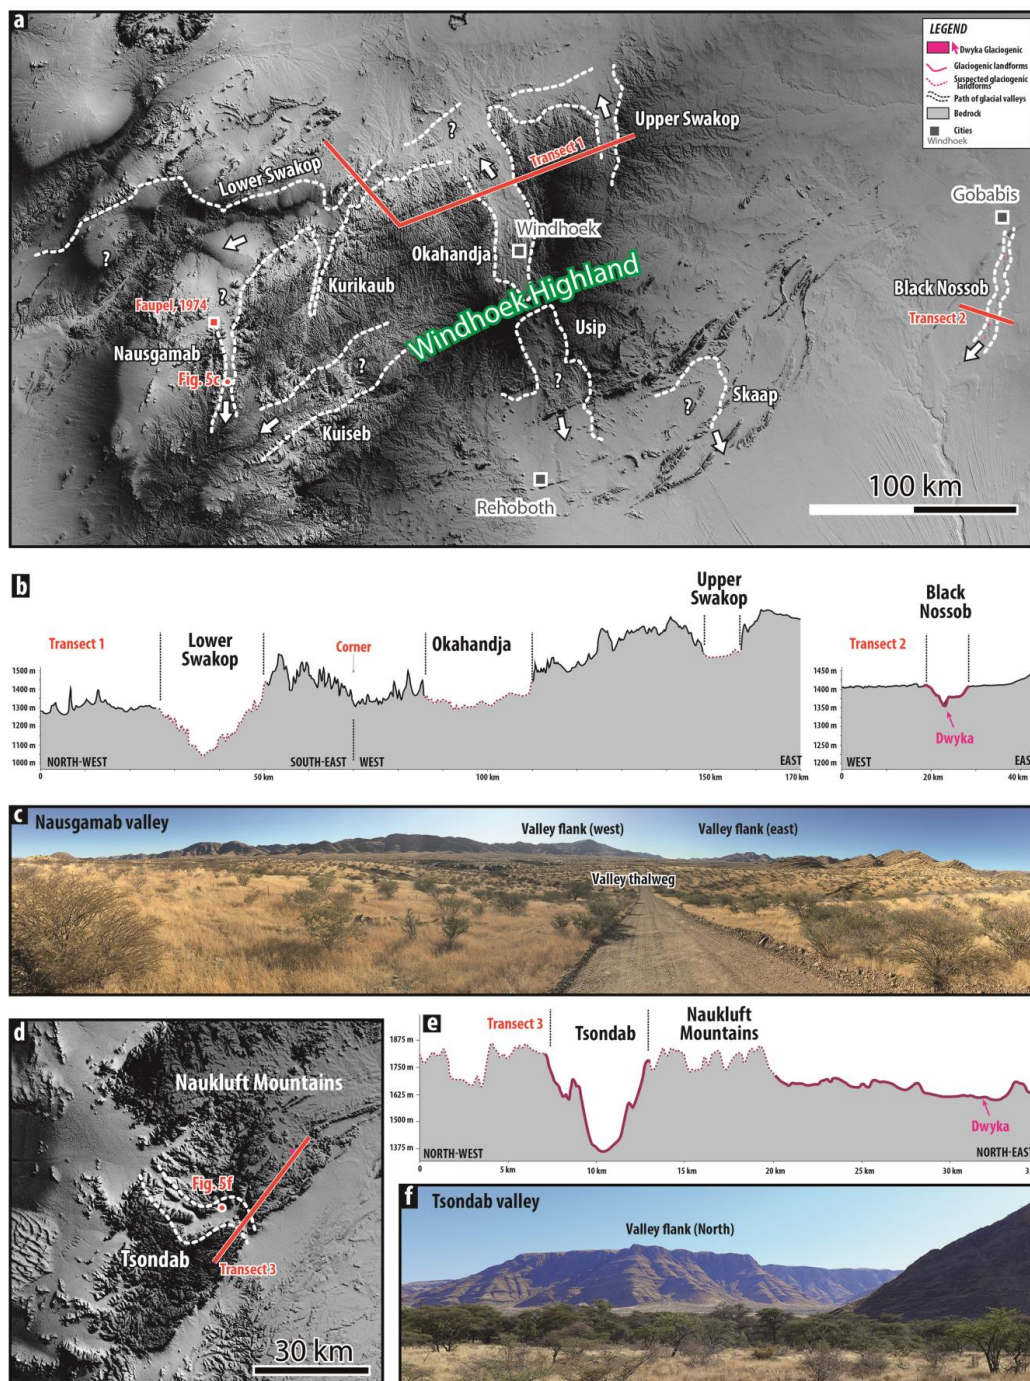 a
LEGEND
Dwyka Glaciogenic
Glaciogenic landforms
Suspected glaciogenic
landforms
Path of glacial valleys
Bedrock
Cities
Windhoek
Upper Swakop
Transect 1
?
Lower Swakop
Gobabis
Windhoek
Okahandja
?
Kurikaub
Windhoek Highland
Black Nossob
Transect 2
?
Faupel, 1974
Nausgamab
Usip
Fig. 5c
?
?
?
Skaap
Kuiseb
Rehoboth
100 km
b
Transect 1
Lower
Swakop
Corner
Okahandja
Upper
Swakop
Transect 2
Black
Nossob
1500 m
1400 m
1300 m
1200 m
1100 m
1000 m
NORTH-WEST
SOUTH-EAST
WEST
EAST
0
50 km
100 km
150 km
170 km
1450 m
1400 m
1350 m
1300 m
1250 m
1200 m
Dwyka
WEST
EAS
0
20 km
40 km
c
Nausgamab valley
Valley flank (west)
Valley flank (east)
Valley thalweg
d
Naukluft Mountains
Fig. 5f
Tsondab
Transect 3
30 km
e
Transect 3
Tsondab
Naukluft
Mountains
1875 m
1750 m
1625 m
1500 m
1375 m
Dwyka
NORTH-WEST
NORTH-EAST
0
5 km
10 km
15 km
20 km
25 km
30 km
35
f
Tsondab valley
Valley flank (North)